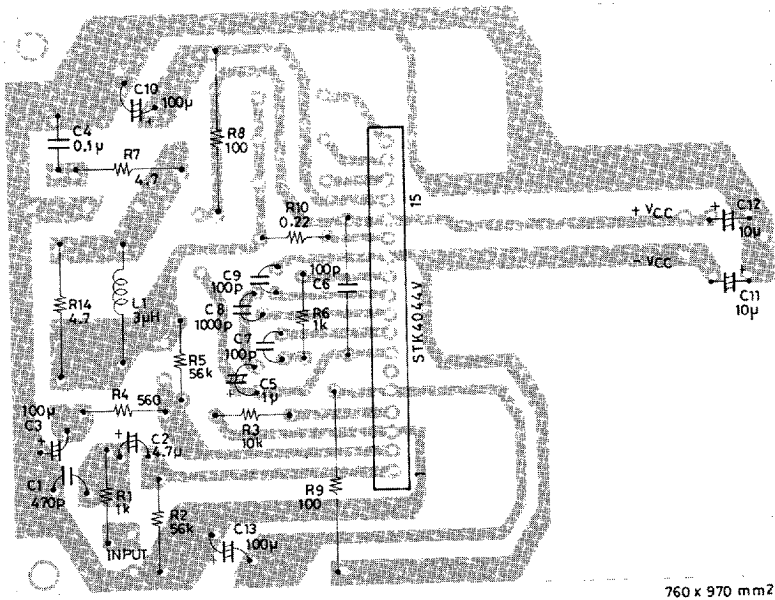 C10
100µ
C4
0.1µ
R7
4.7
R8
100
R10
0.22
15
+ VCC
C12
10µ
- VCC
C11
10µ
C9
100p
100p
C6
C8
1000p
R6
1k
C7
100p
STK4044V
R14
4.7
L1
3µH
R5
56k
C5
1µ
R4
560
100µ
C3
C2
4.7µ
R3
10k
C1
470p
R1
1k
R2
56k
R9
100
1
INPUT
C13
100µ
760 x 970 mm2